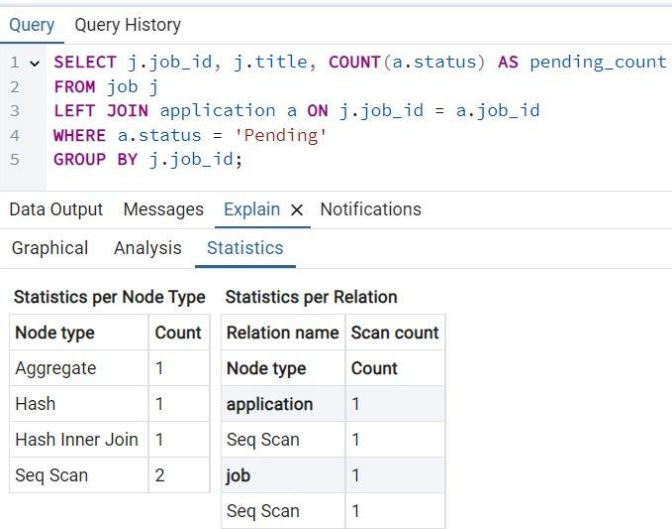 Query Query History
1 SELECT j.job_id, j.title, COUNT(a.status) AS pending_count
2 FROM job j
3 LEFT JOIN application a ON j.job_id = a.job_id
4 WHERE a.status = 'Pending'
5 GROUP BY j.job_id;
Data Output Messages Explain × Notifications
Graphical Analysis Statistics
Statistics per Node Type Statistics per Relation
Node type Count Relation name Scan count
Aggregate 1 Node type Count
Hash 1 application 1
Hash Inner Join 1 Seq Scan 1
Seq Scan 2 job 1
Seq Scan 1